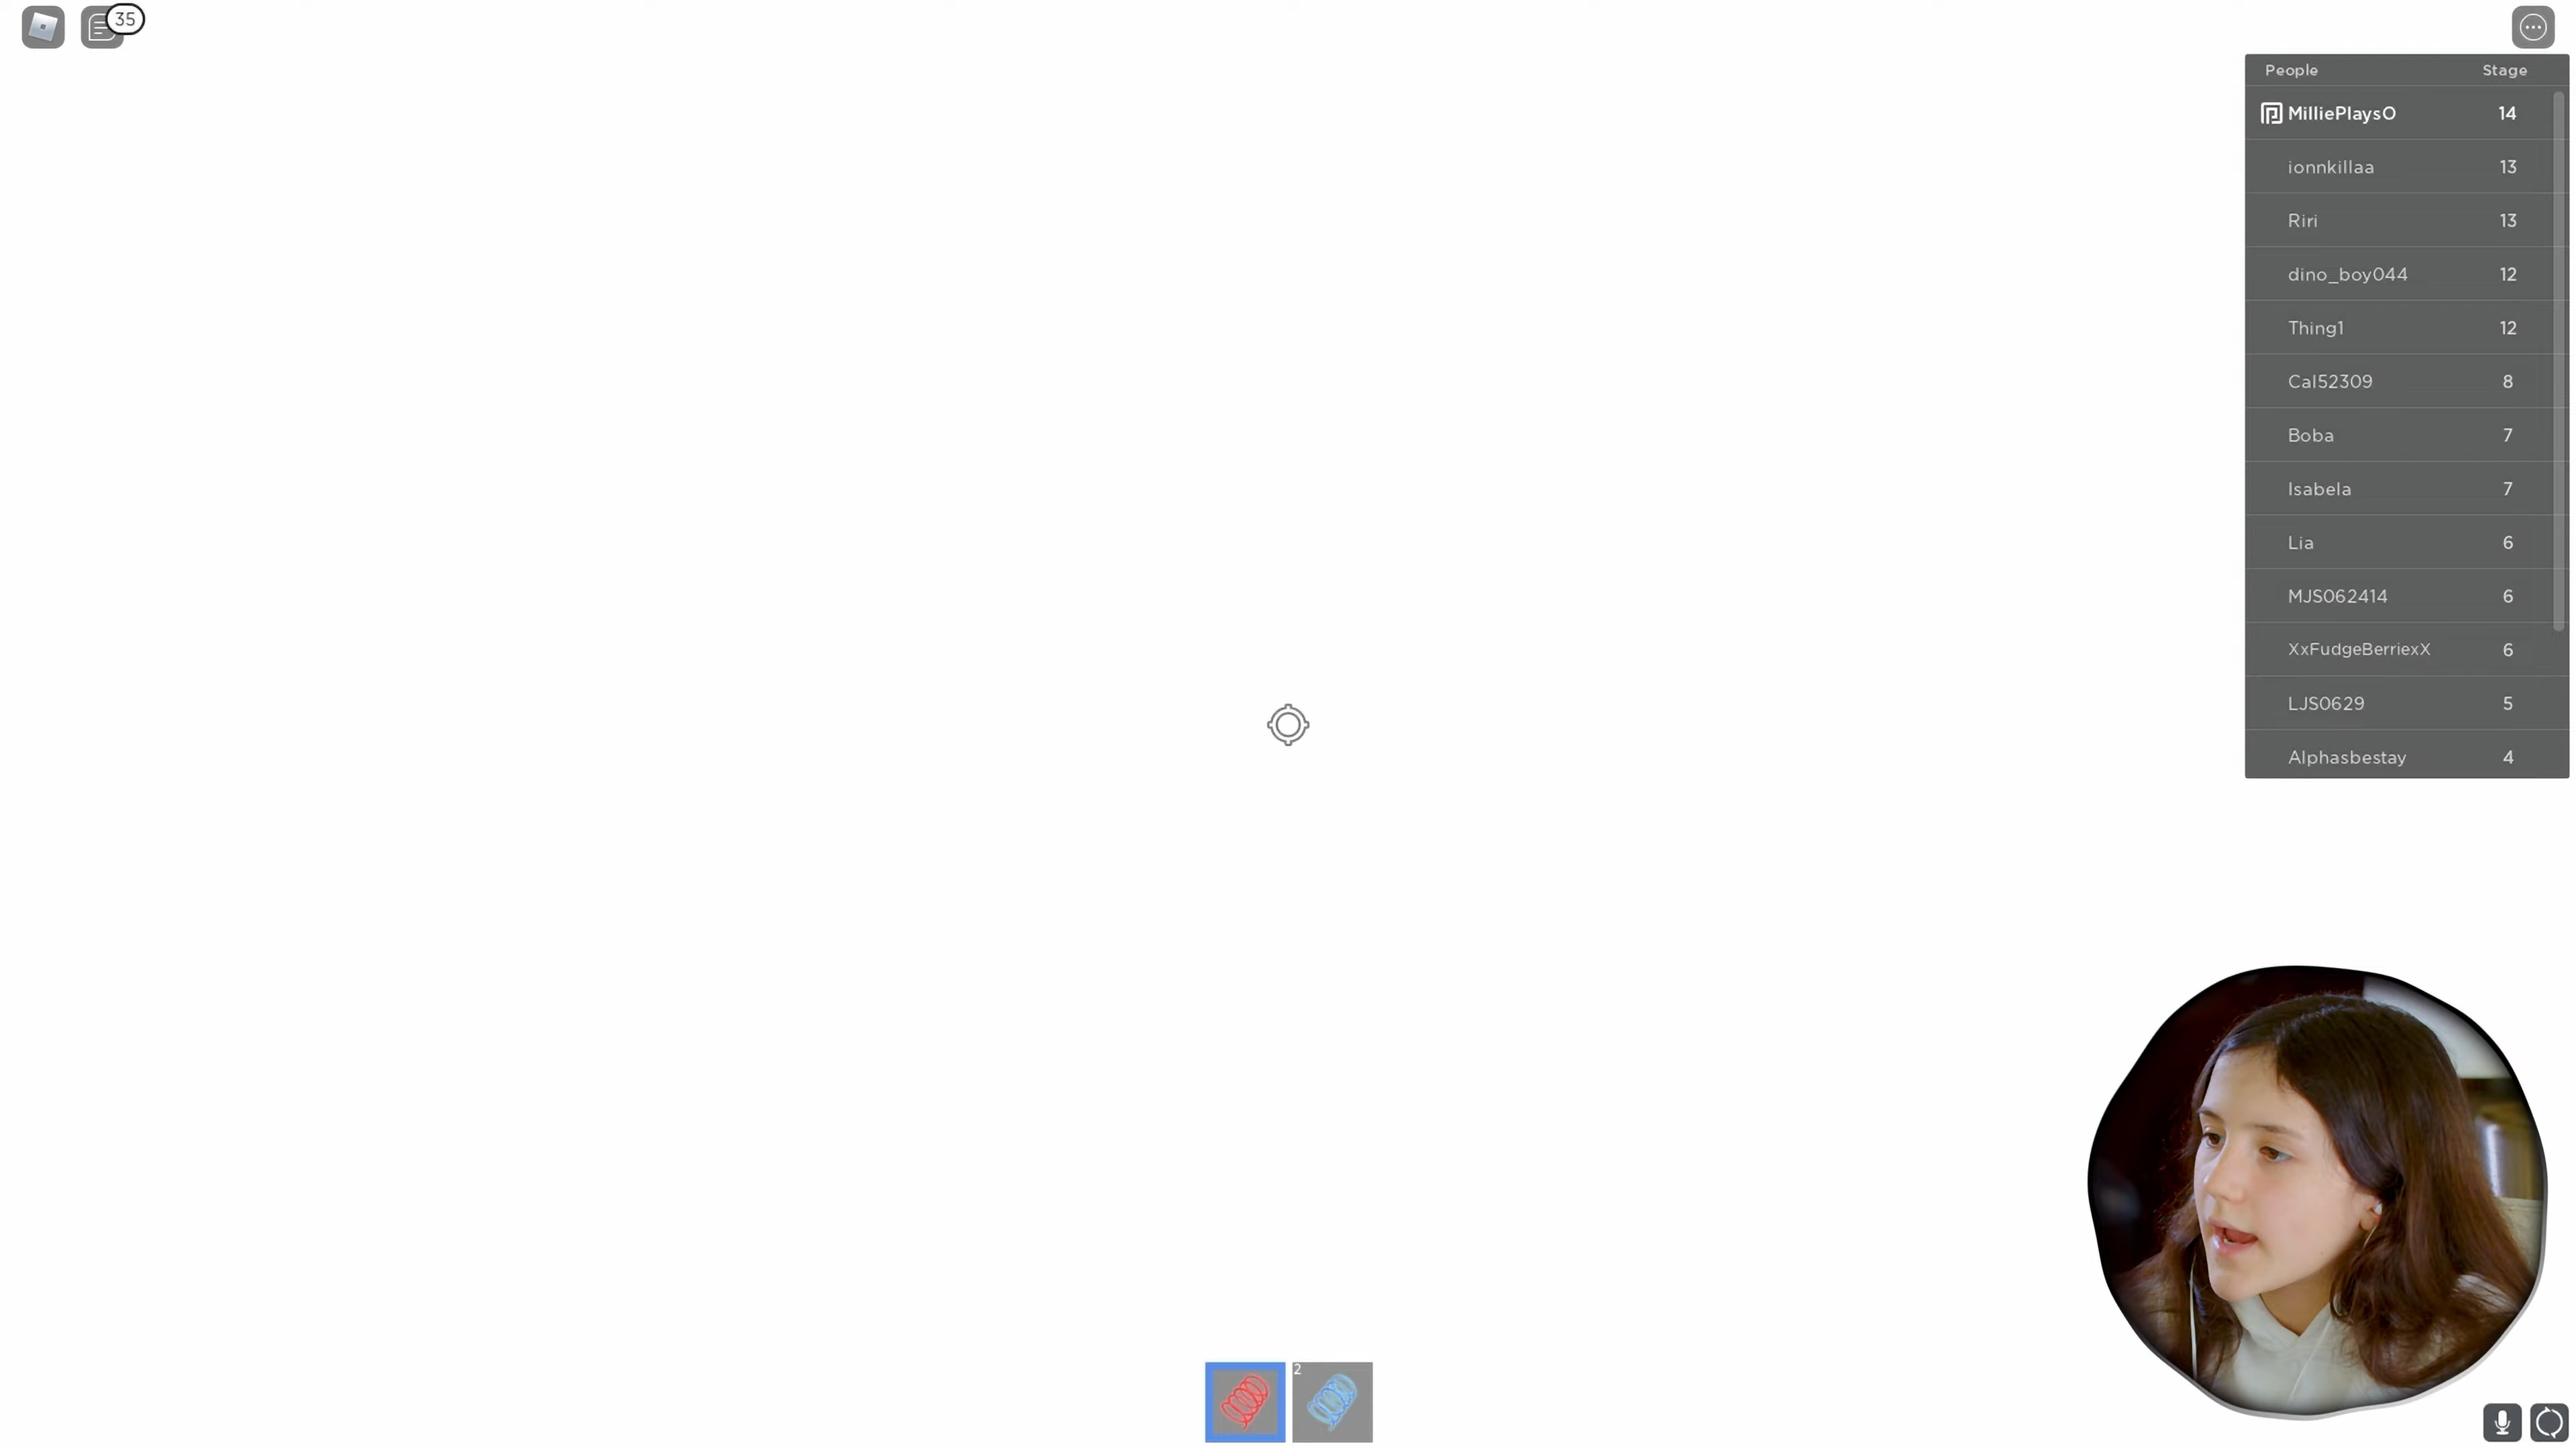 35
People Stage
MilliePlaysO 14
ionnkillaa 13
Riri 13
dino_boy044 12
Thing1 12
Cal52309 8
Boba 7
Isabela 7
Lia 6
MJS062414 6
XxFudgeBerriexX 6
LJS0629 5
Alphasbestay 4
2